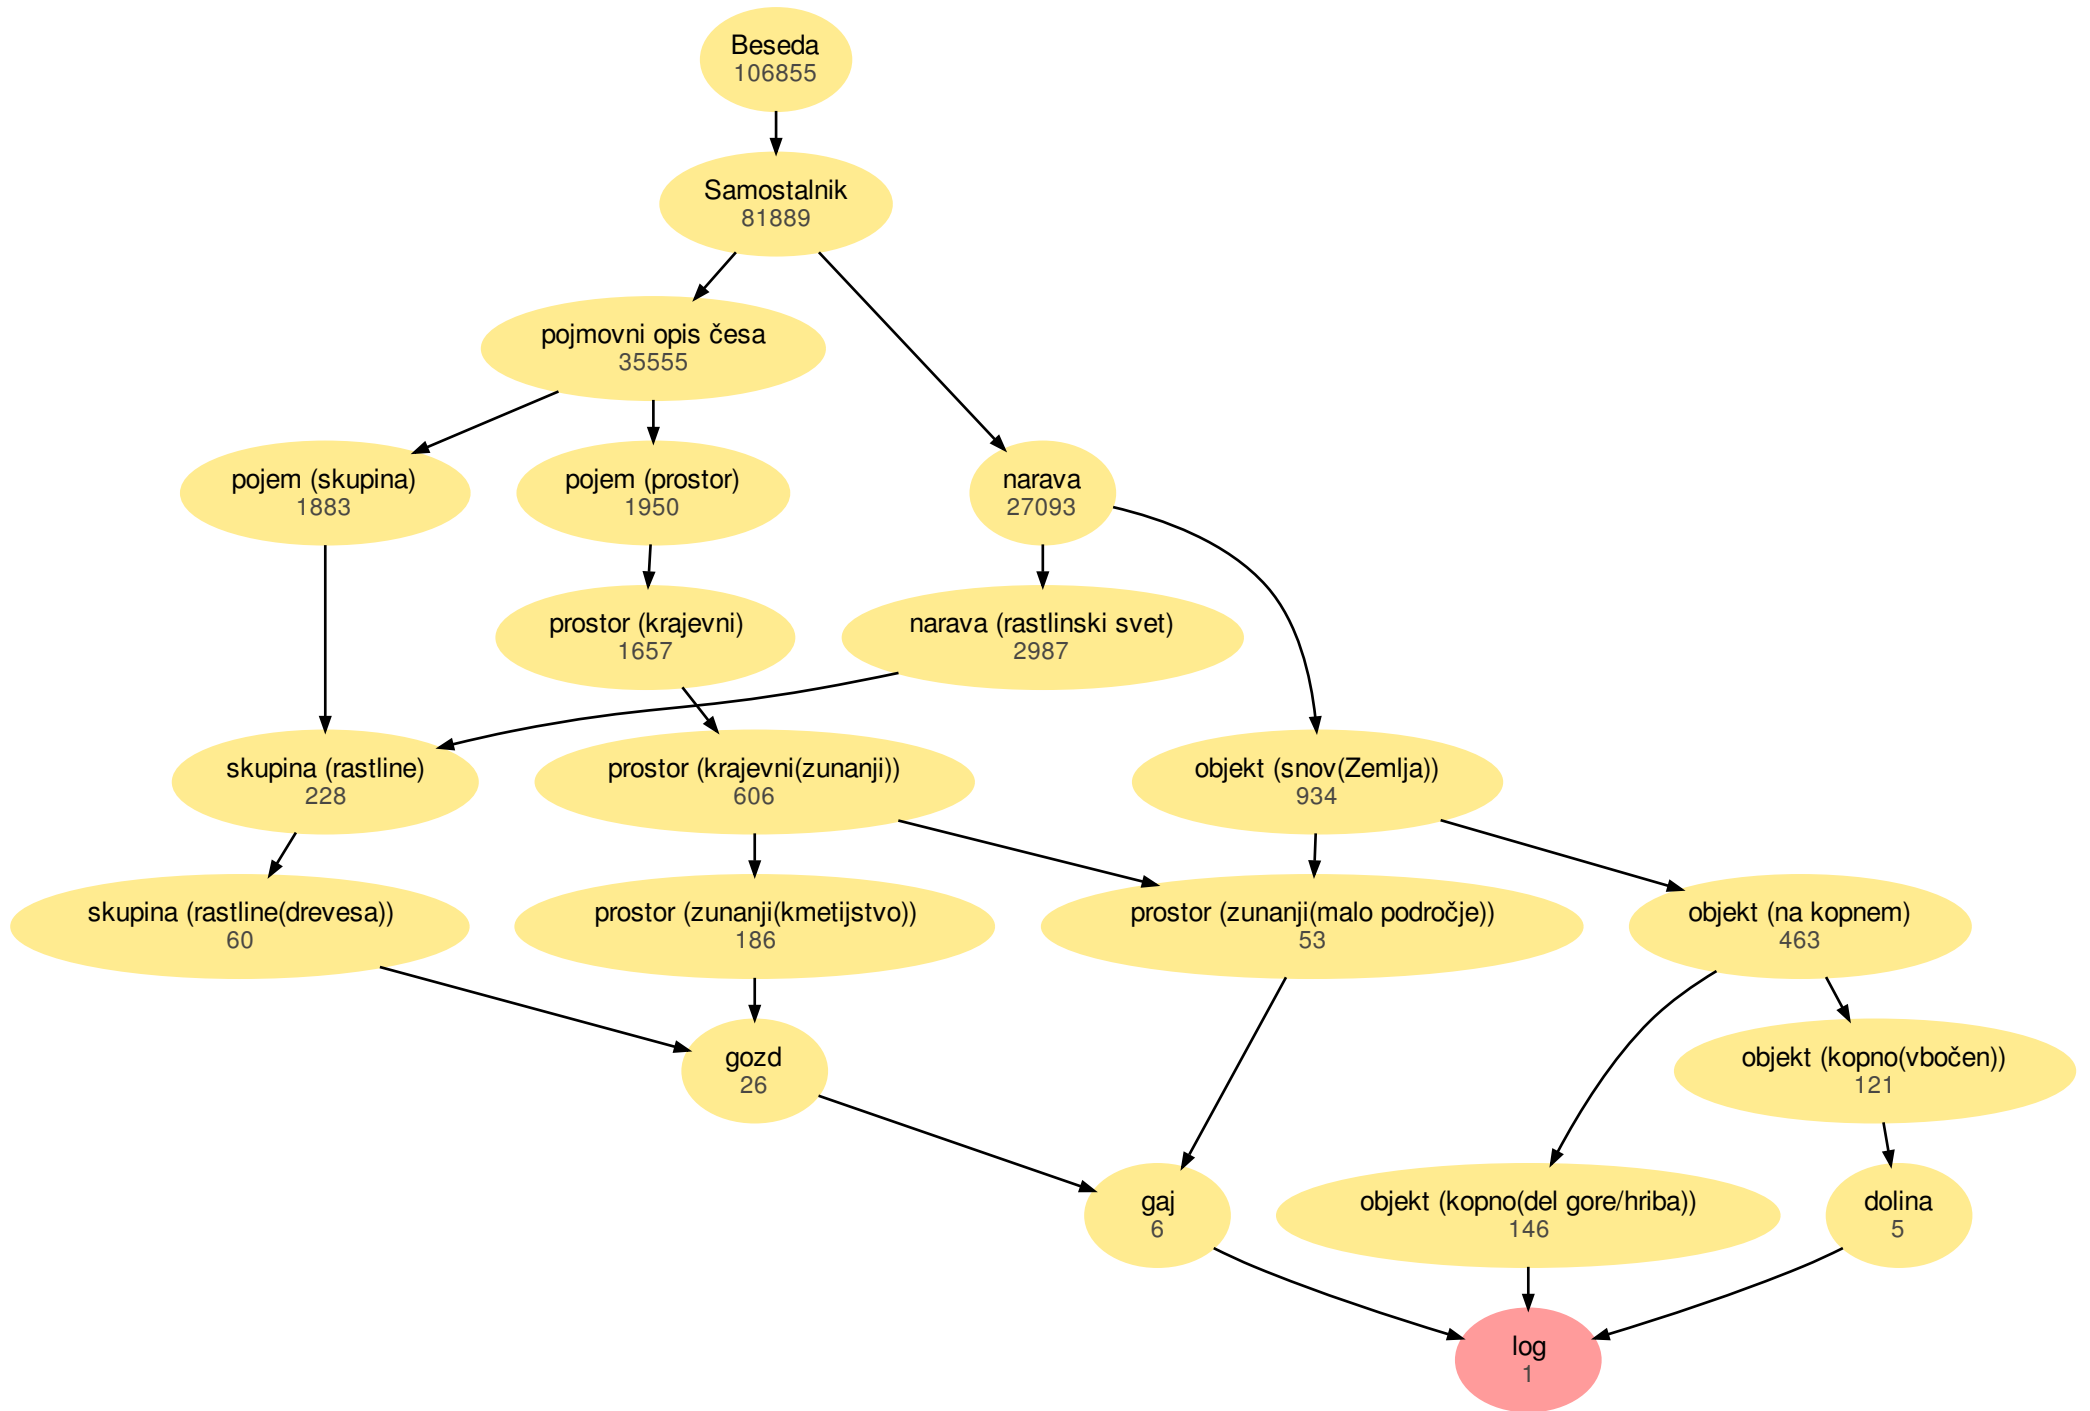 Beseda
106855
Samostalnik
81889
pojmovni opis česa
35555
pojem (skupina)
1883
pojem (prostor)
1950
narava
27093
prostor (krajevni)
1657
narava (rastlinski svet)
2987
skupina (rastline)
228
prostor (krajevni(zunanji))
606
objekt (snov(Zemlja))
934
skupina (rastline(drevesa))
60
prostor (zunanji(kmetijstvo))
186
prostor (zunanji(malo področje))
53
objekt (na kopnem)
463
gozd
26
objekt (kopno(vbočen))
121
gaj
6
objekt (kopno(del gore/hriba))
146
dolina
5
log
1